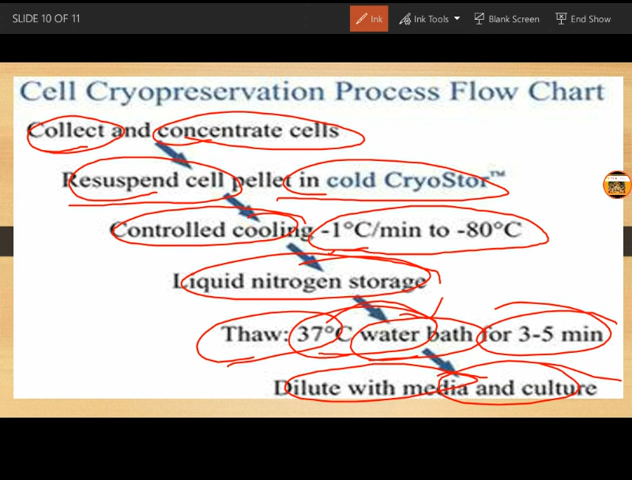 SLIDE 10 OF 11
Ink
Ink Tools
Blank Screen
End Show
Cell Cryopreservation Process Flow Chart
Collect and concentrate cells
Resuspend cell pellet in cold CryoStor™
Controlled cooling -1°C/min to -80°C
Liquid nitrogen storage
Thaw: 37°C water bath for 3-5 min
Dilute with media and culture